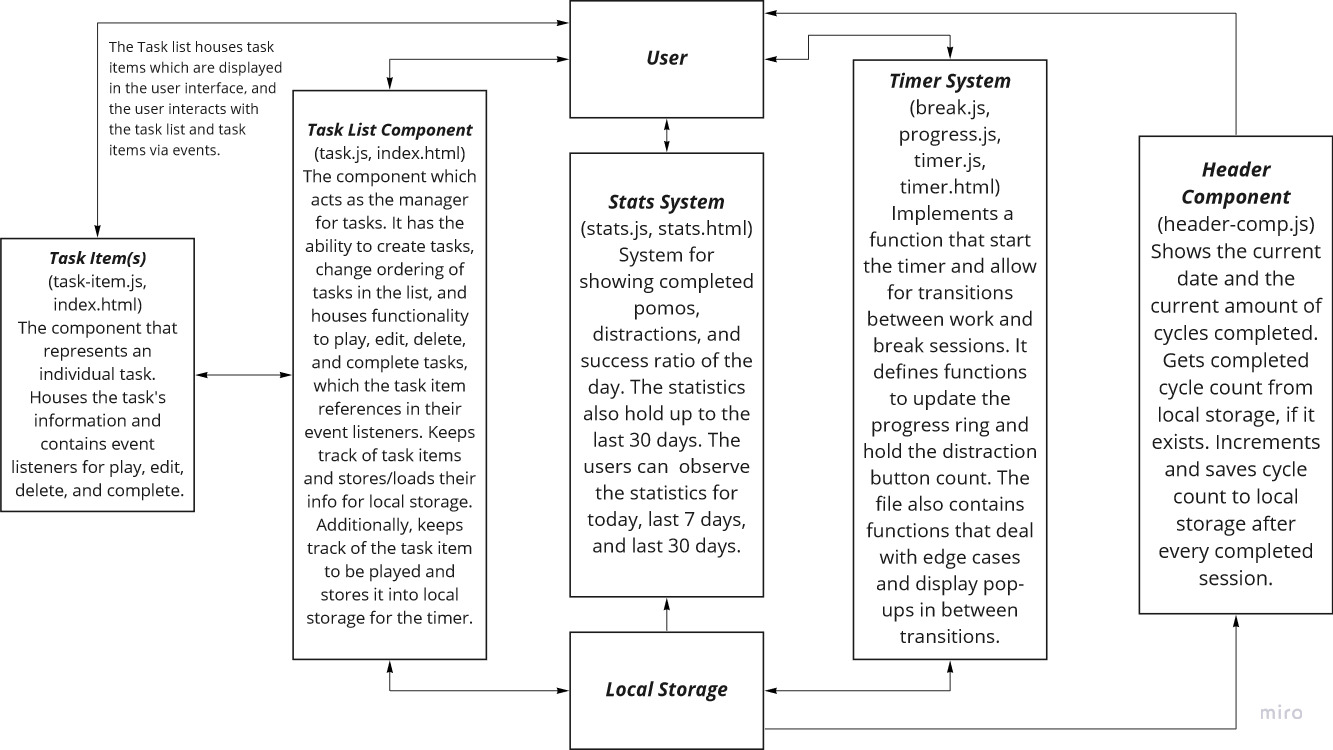 The Task list houses task
items which are displayed
in the user interface, and
the user interacts with
the task list and task
items via events.
Task Item(s)
(task-item.js,
index.html)
The component that
represents an
individual task.
Houses the task's
information and
contains event
listeners for play, edit,
delete, and complete.
Task List Component
(task.js, index.html)
The component which
acts as the manager
for tasks. It has the
ability to create tasks,
change ordering of
tasks in the list, and
houses functionality
to play, edit, delete,
and complete tasks,
which the task item
references in their
event listeners. Keeps
track of task items
and stores/loads their
info for local storage.
Additionally, keeps
track of the task item
to be played and
stores it into local
storage for the timer.
User
Stats System
(stats.js, stats.html)
System for
showing completed
pomos,
distractions, and
success ratio of the
day. The statistics
also hold up to the
last 30 days. The
users can observe
the statistics for
today, last 7 days,
and last 30 days.
Local Storage
Timer System
(break.js,
progress.js,
timer.js,
timer.html)
Implements a
function that start
the timer and allow
for transitions
between work and
break sessions. It
defines functions
to update the
progress ring and
hold the distraction
button count. The
file also contains
functions that deal
with edge cases
and display pop-
ups in between
transitions.
Header
Component
(header-comp.js)
Shows the current
date and the
current amount of
cycles completed.
Gets completed
cycle count from
local storage, if it
exists. Increments
and saves cycle
count to local
storage after
every completed
session.
miro